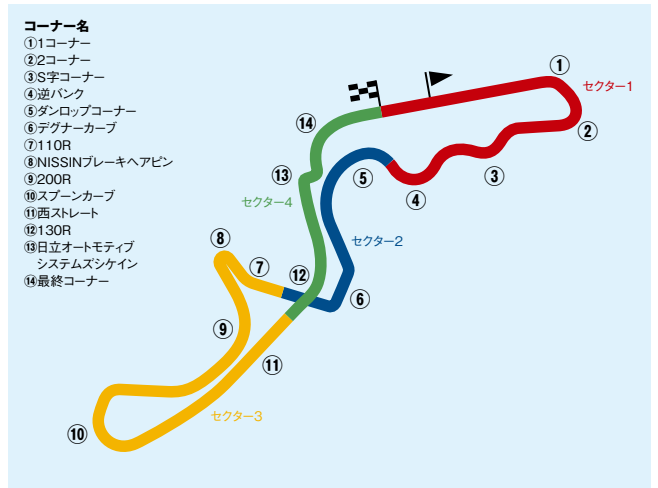 コーナー名
①1コーナー
②2コーナー
③S字コーナー
④逆バンク
⑤ダンロップコーナー
⑥デグナーカーブ
⑦110R
⑧NISSINブレーキヘアピン
⑨200R
⑩スプーンカーブ
⑪西ストレート
⑫130R
⑬日立オートモティブ
システムズシケイン
⑭最終コーナー
①
セクター1
②
③
④
⑤
⑭
⑬
セクター4
セクター2
⑧
⑦
⑫
⑥
⑨
⑪
セクター3
⑩